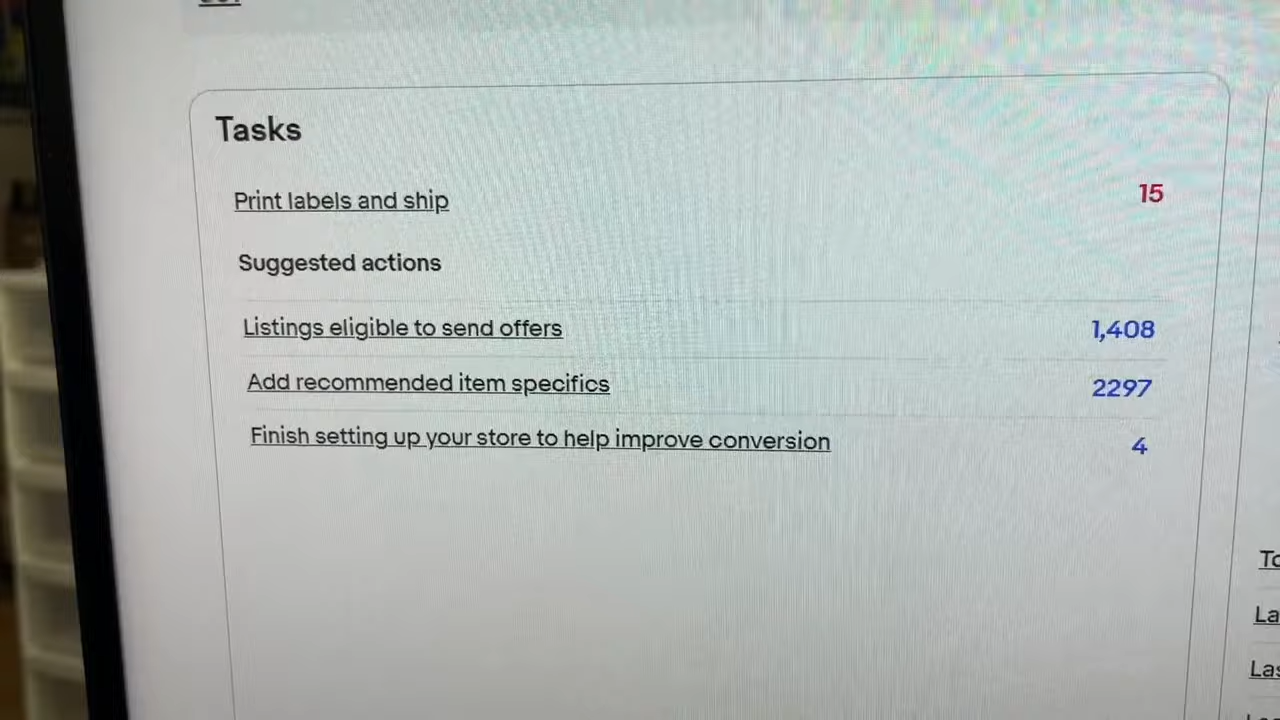 Tasks
Print labels and ship 15
Suggested actions
Listings eligible to send offers 1,408
Add recommended item specifics 2297
Finish setting up your store to help improve conversion 4